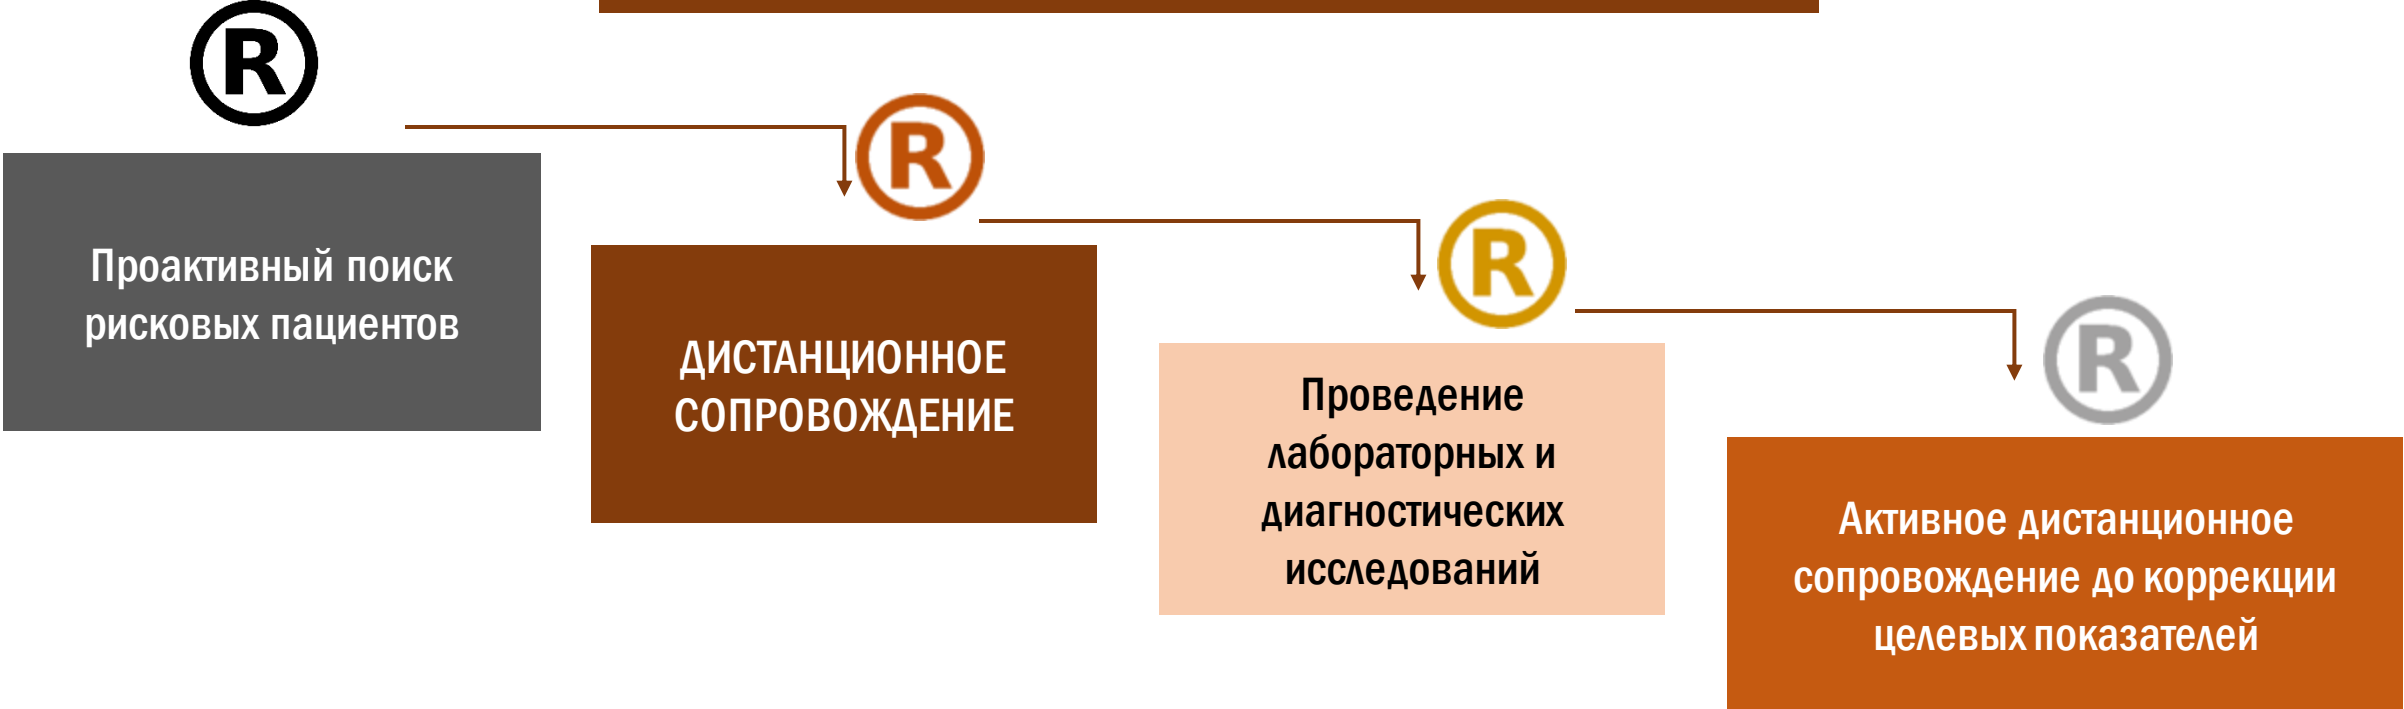 ®
Проактивный поиск
рисковых пациентов
®
ДИСТАНЦИОННОЕ
СОПРОВОЖДЕНИЕ
®
Проведение
лабораторных и
диагностических
исследований
®
Активное дистанционное
сопровождение до коррекции
целевых показателей